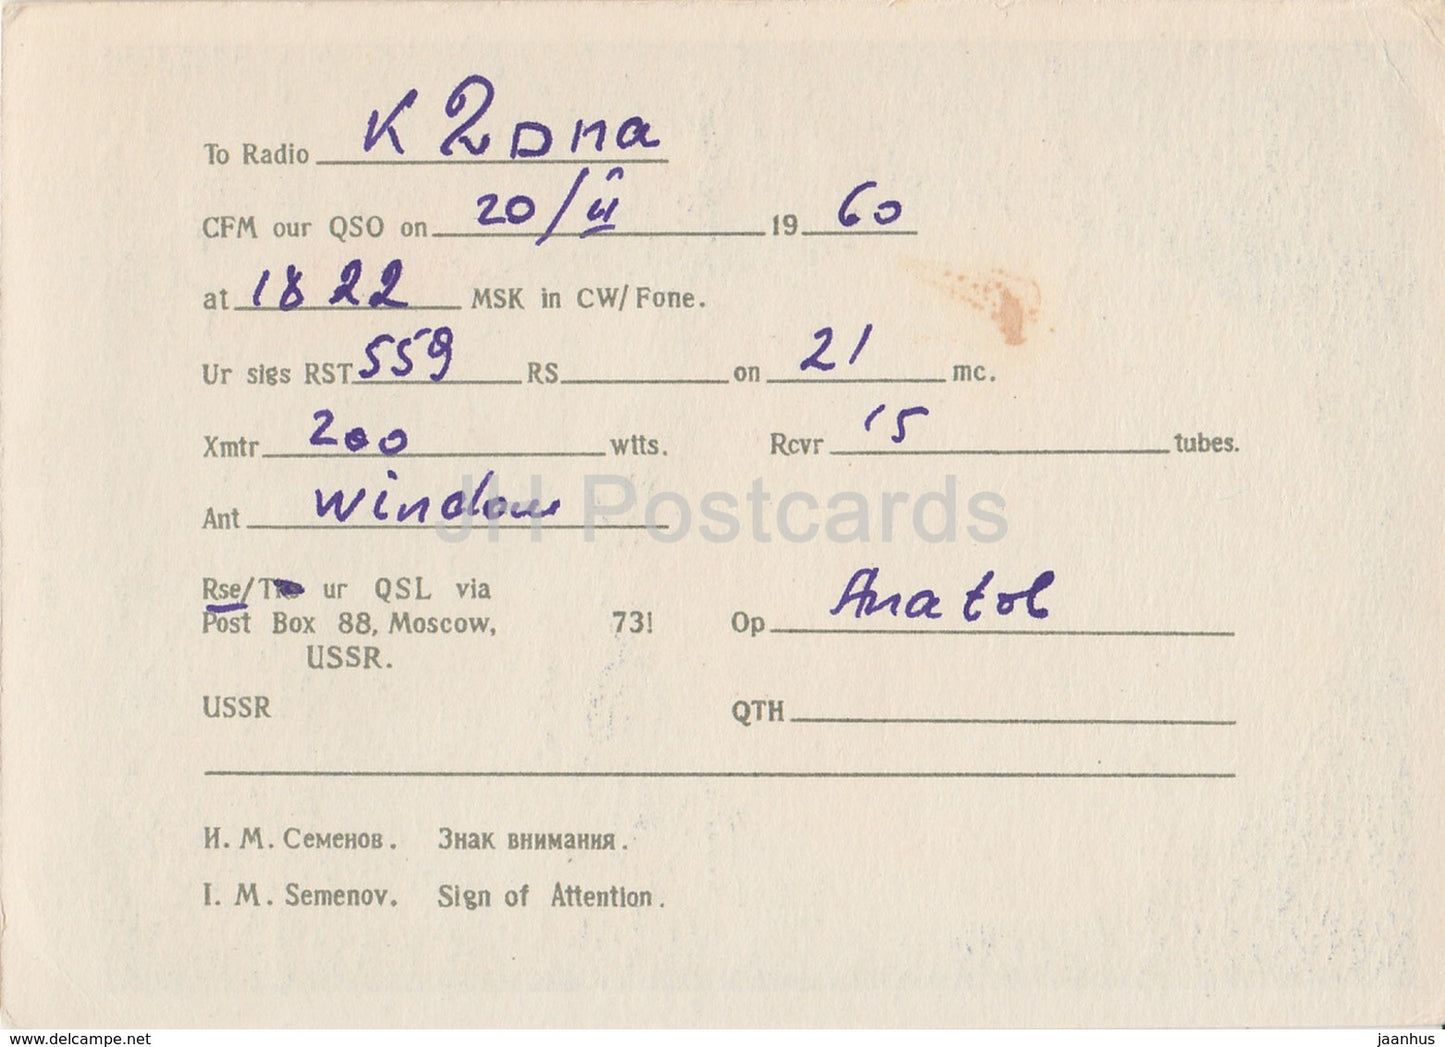 To Radio K2Dma
CFM our QSO on 20/II 1960
at 1822 MSK in CW/Fone.
Ur sigs RST 559 RS on 21 mc.
Xmtr 200 wtts. Rcvr 15 tubes.
Ant window
JH Postcards
Rse/ ur QSL via
Post Box 88, Moscow, 73! Op Anatol
USSR.
USSR QTH
И. М. Семенов. Знак внимания.
I. M. Semenov. Sign of Attention.
www.delcampe.net jaanhus